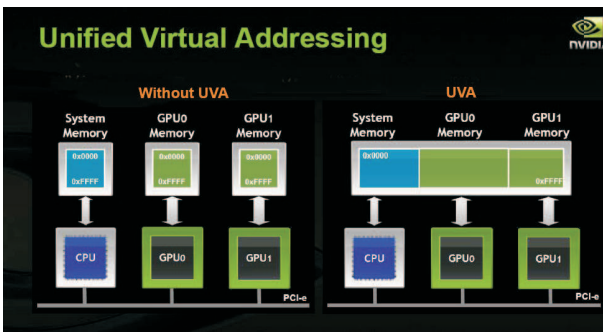 Unified Virtual Addressing
Without UVA
System Memory
GPU0 Memory
GPU1 Memory
0x0000
0xFFFF
0x0000
0xFFFF
0x0000
0xFFFF
CPU
GPU0
GPU1
PCI-e
UVA
System Memory
GPU0 Memory
GPU1 Memory
0x0000
0xFFFF
CPU
GPU0
GPU1
PCI-e